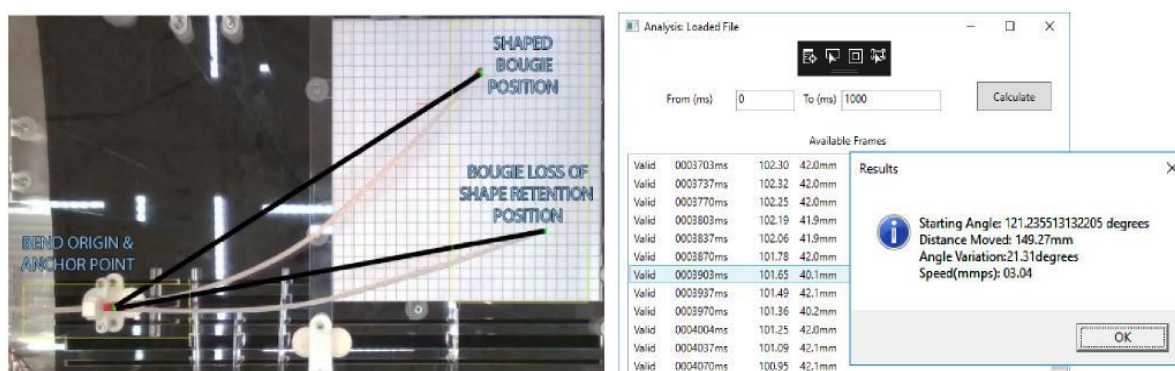 SHAPED
BOUGIE
POSITION
BOUGIE LOSS OF
SHAPE RETENTION
POSITION
BEND ORIGIN &
ANCHOR POINT
Analysis: Loaded File
From (ms) 0 To (ms) 1000 Calculate
Available Frames
Valid 0003703ms 102.30 42.0mm
Valid 0003737ms 102.32 42.0mm
Valid 0003770ms 102.25 42.0mm
Valid 0003803ms 102.19 41.9mm
Valid 0003837ms 102.06 41.9mm
Valid 0003870ms 101.78 42.0mm
Valid 0003903ms 101.65 40.1mm
Valid 0003937ms 101.49 42.1mm
Valid 0003970ms 101.36 40.2mm
Valid 0004004ms 101.25 42.0mm
Valid 0004037ms 101.09 42.1mm
Valid 0004070ms 100.95 42.1mm
Results
Starting Angle: 121.235513132205 degrees
Distance Moved: 149.27mm
Angle Variation:21.31degrees
Speed(mmps): 03.04
OK